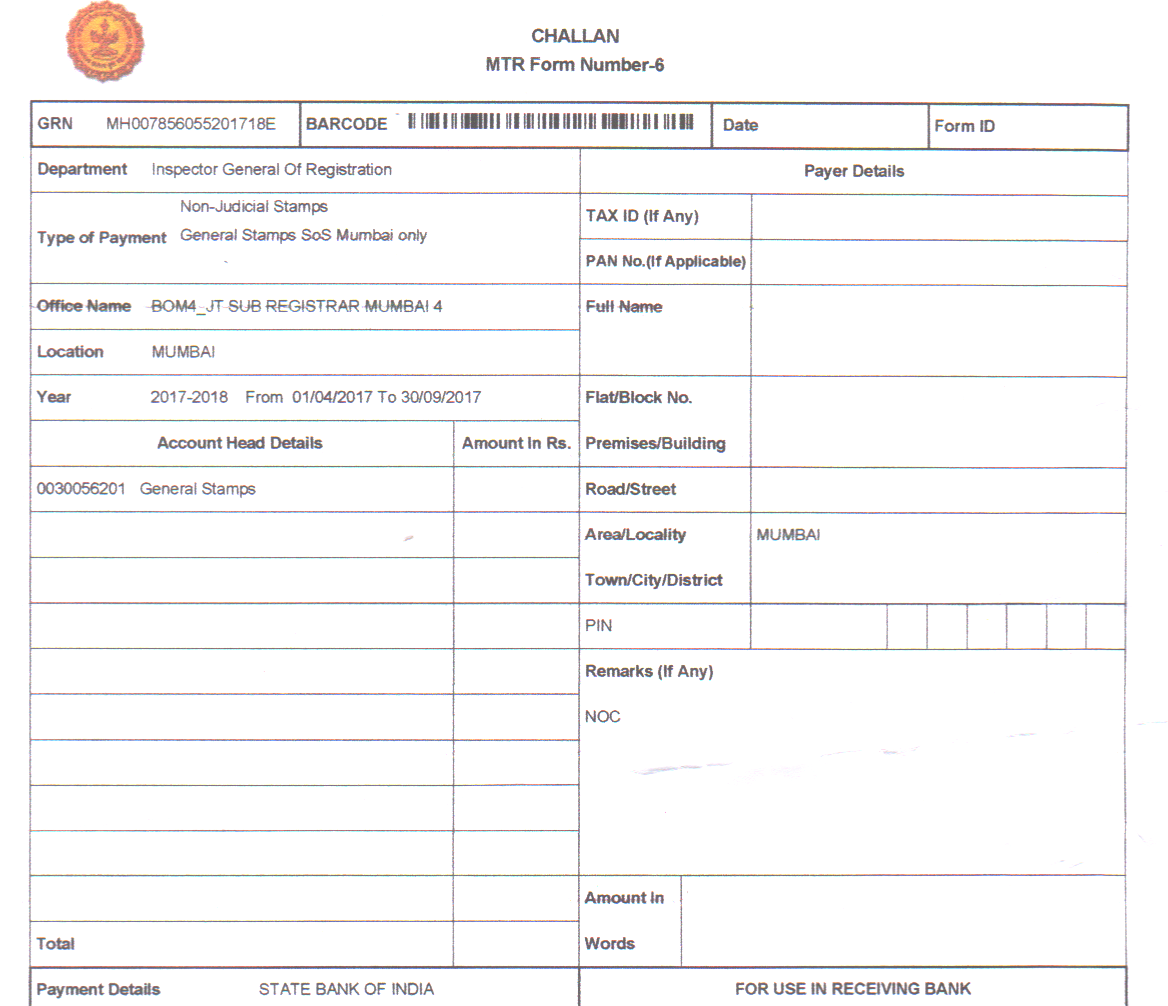 CHALLAN
MTR Form Number-6
GRN MH007856055201718E BARCODE Date Form ID
Department Inspector General Of Registration Payer Details
Non-Judicial Stamps
Type of Payment General Stamps SoS Mumbai only
TAX ID (If Any)
PAN No.(If Applicable)
Office Name BOM4_JT SUB REGISTRAR MUMBAI 4 Full Name
Location MUMBAI
Year 2017-2018 From 01/04/2017 To 30/09/2017 Flat/Block No.
Account Head Details Amount In Rs. Premises/Building
0030056201 General Stamps Road/Street
Area/Locality MUMBAI
Town/City/District
PIN
Remarks (If Any)
NOC
Amount In
Total Words
Payment Details STATE BANK OF INDIA FOR USE IN RECEIVING BANK